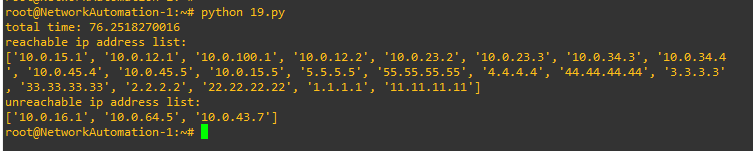 root@NetworkAutomation-1:~# python 19.py
total time: 76.2518270016
reachable ip address list:
['10.0.15.1', '10.0.12.1', '10.0.100.1', '10.0.12.2', '10.0.23.2', '10.0.23.3', '10.0.34.3', '10.0.34.4
', '10.0.45.4', '10.0.45.5', '10.0.15.5', '5.5.5.5', '55.55.55.55', '4.4.4.4', '44.44.44.44', '3.3.3.3'
, '33.33.33.33', '2.2.2.2', '22.22.22.22', '1.1.1.1', '11.11.11.11']
unreachable ip address list:
['10.0.16.1', '10.0.64.5', '10.0.43.7']
root@NetworkAutomation-1:~#